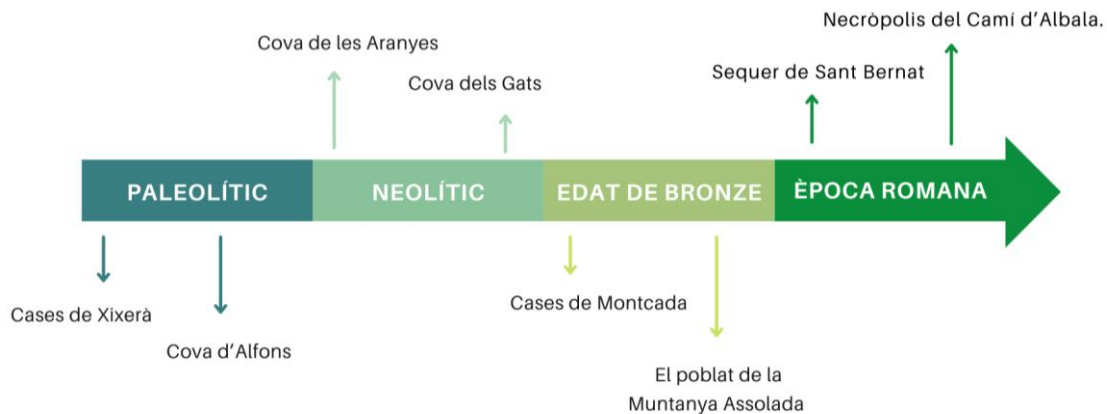 Necròpolis del Camí d'Albala.
Cova de les Aranyes
Sequer de Sant Bernat
Cova dels Gats
PALEOLÍTIC
NEOLÍTIC
EDAT DE BRONZE
ÈPOCA ROMANA
Cases de Xixerà
Cases de Montcada
Cova d'Alfons
El poblat de la
Muntanya Assolada